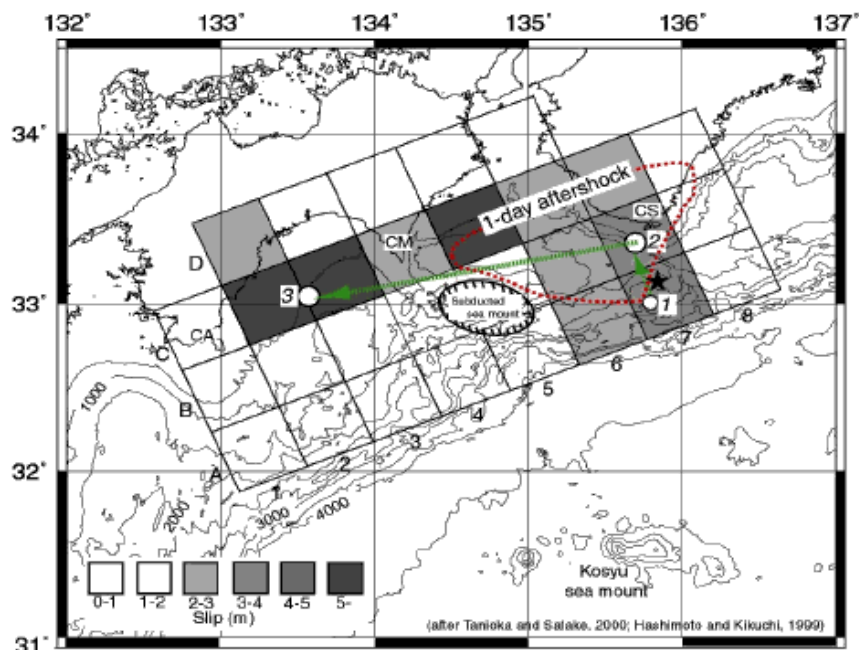 132˚ 133˚ 134˚ 135˚ 136˚ 137˚
34˚
1-day aftershock
D
CM
CS
2
3
33˚
1
CA
Subducted
sea mount
C
8
7
6
1000
B
5
4
3
32˚
A
2
1
2000
3000
4000
Kosyu
sea mount
0-1 1-2 2-3 3-4 4-5 5-
Slip (m)
(after Tanioka and Satake, 2000; Hashimoto and Kikuchi, 1999)
31˚